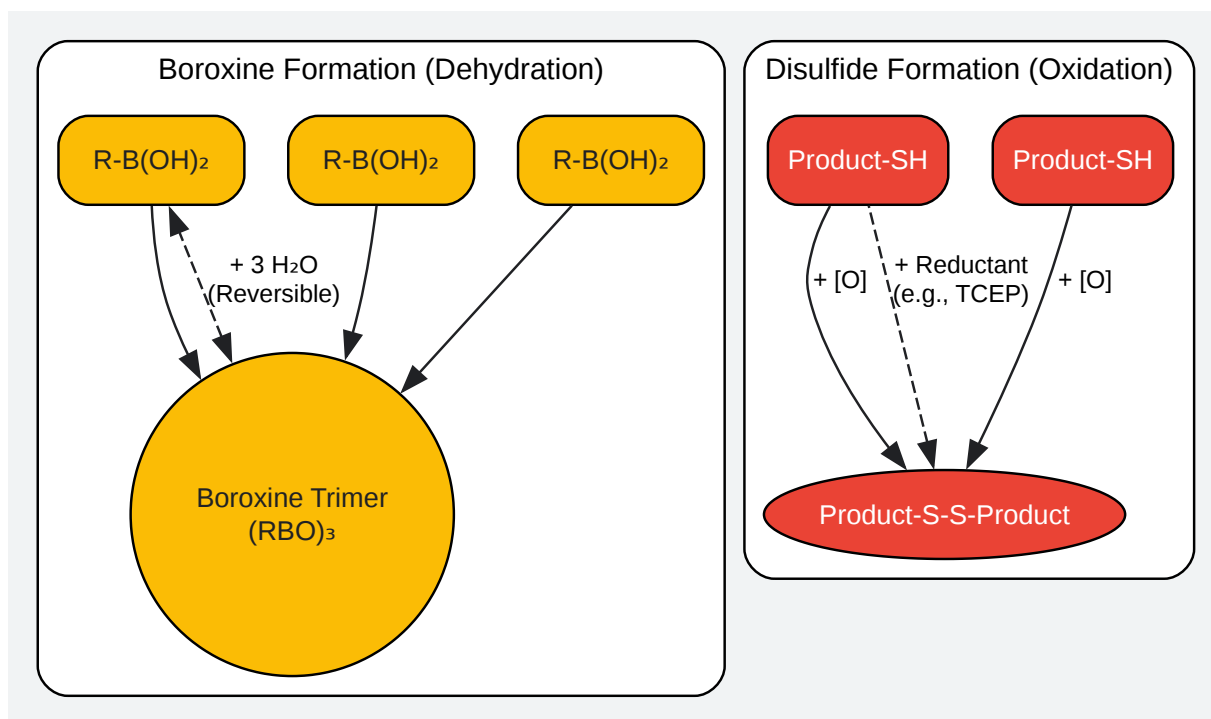 Boroxine Formation (Dehydration)
R-B(OH)₂
R-B(OH)₂
R-B(OH)₂
+ 3 H₂O
(Reversible)
Boroxine Trimer
(RBO)₃
Disulfide Formation (Oxidation)
Product-SH
Product-SH
+ [O]
+ Reductant
(e.g., TCEP)
+ [O]
Product-S-S-Product